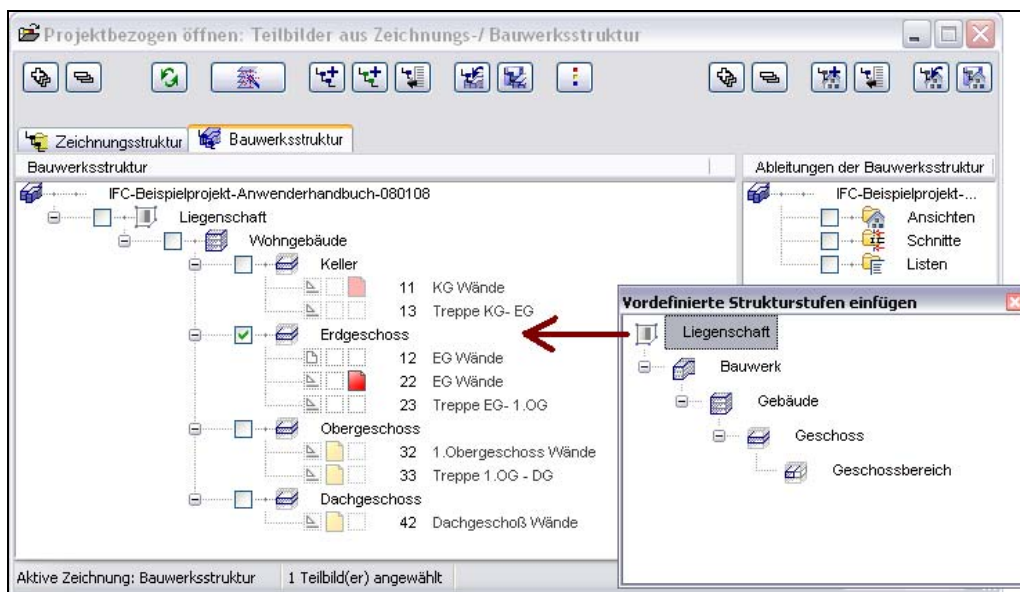 Projektbezogen öffnen: Teilbilder aus Zeichnungs-/ Bauwerksstruktur
Zeichnungsstruktur
Bauwerksstruktur
Bauwerksstruktur
Ableitungen der Bauwerksstruktur
IFC-Beispielprojekt-Anwenderhandbuch-080108
Liegenschaft
Wohngebäude
Keller
11 KG Wände
13 Treppe KG- EG
Erdgeschoss
12 EG Wände
22 EG Wände
23 Treppe EG- 1.OG
Obergeschoss
32 1.Obergeschoss Wände
33 Treppe 1.OG - DG
Dachgeschoss
42 Dachgeschoß Wände
IFC-Beispielprojekt-...
Ansichten
Schnitte
Listen
Vordefinierte Strukturstufen einfügen
Liegenschaft
Bauwerk
Gebäude
Geschoss
Geschossbereich
Aktive Zeichnung: Bauwerksstruktur
1 Teilbild(er) angewählt